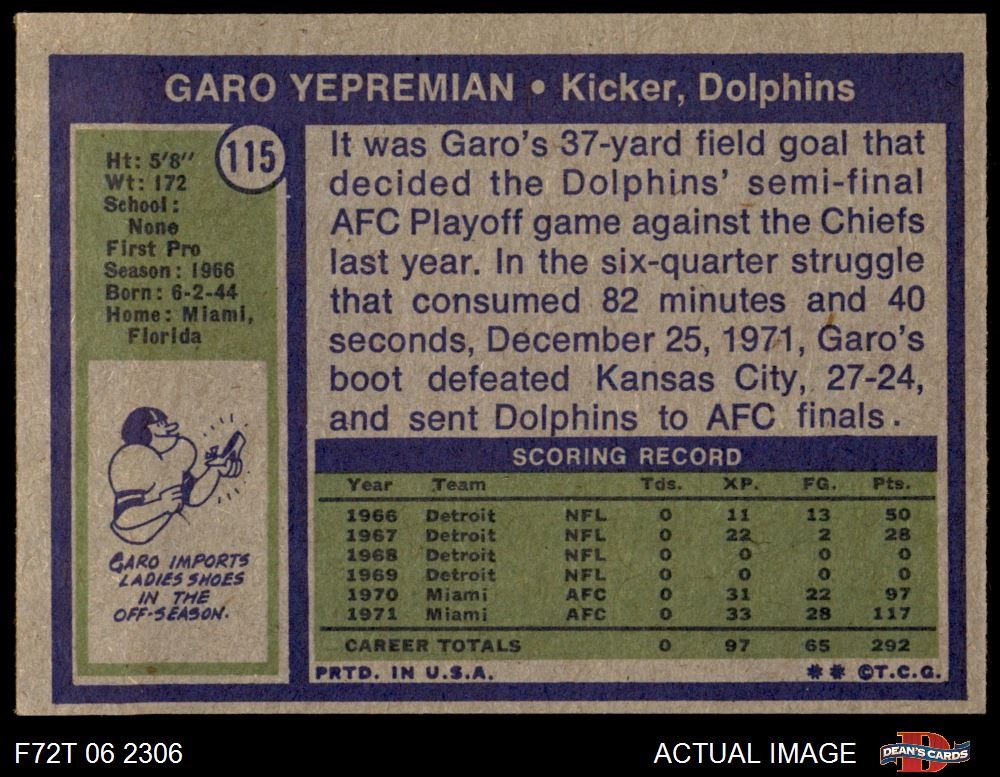 GARO YEPREMIAN • Kicker, Dolphins
115
Ht: 5'8"
Wt: 172
School:
None
First Pro
Season: 1966
Born: 6-2-44
Home: Miami,
Florida
GARO IMPORTS
LADIES SHOES
IN THE
OFF-SEASON.
It was Garo's 37-yard field goal that
decided the Dolphins' semi-final
AFC Playoff game against the Chiefs
last year. In the six-quarter struggle
that consumed 82 minutes and 40
seconds, December 25, 1971, Garo's
boot defeated Kansas City, 27-24,
and sent Dolphins to AFC finals.
SCORING RECORD
Year Team Tds. XP. FG. Pts.
1966 Detroit NFL 0 11 13 50
1967 Detroit NFL 0 22 2 28
1968 Detroit NFL 0 0 0 0
1969 Detroit NFL 0 0 0 0
1970 Miami AFC 0 31 22 97
1971 Miami AFC 0 33 28 117
CAREER TOTALS 0 97 65 292
PRTD. IN U.S.A. ** ©T.C.G.
F72T 06 2306
ACTUAL IMAGE
DEAN'S CARDS